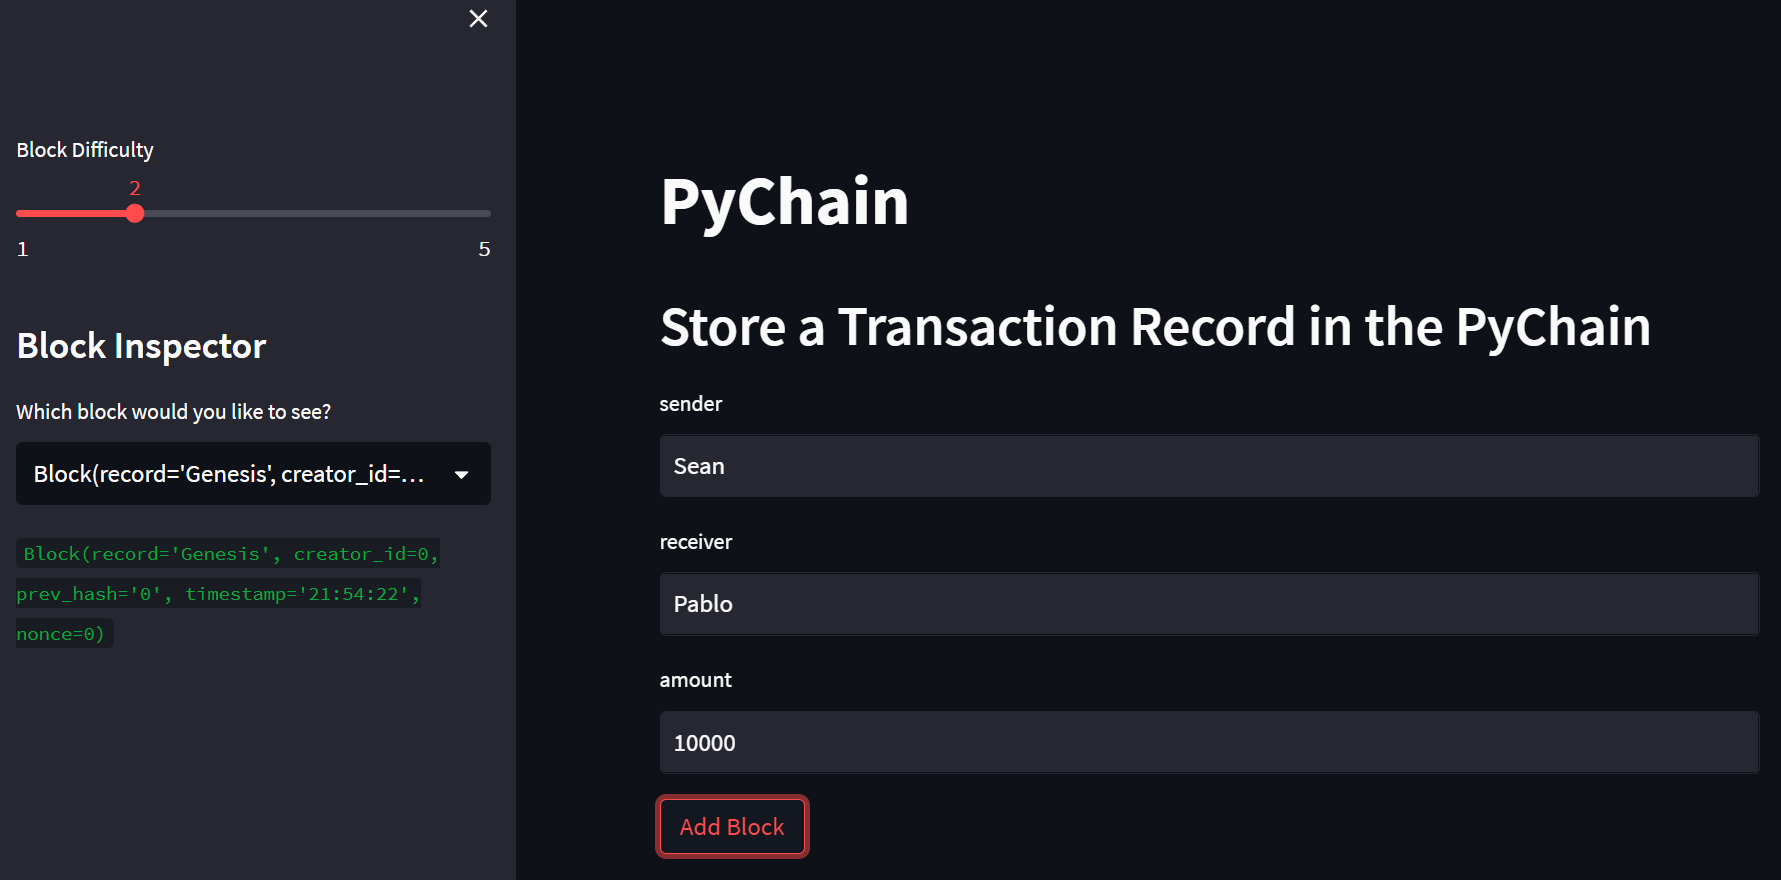 Block Difficulty
2
1
5
Block Inspector
Which block would you like to see?
Block(record='Genesis', creator_id=...
Block(record='Genesis', creator_id=0,
prev_hash='0', timestamp='21:54:22',
nonce=0)
PyChain
Store a Transaction Record in the PyChain
sender
Sean
receiver
Pablo
amount
10000
Add Block